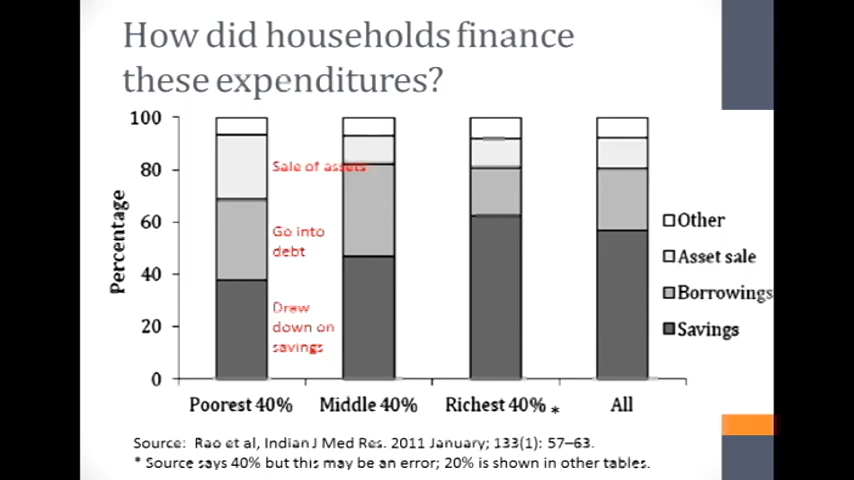 How did households finance
these expenditures?
100
80
60
40
20
0
Percentage
Sale of assets
Go into
debt
Draw
down on
savings
Other
Asset sale
Borrowings
Savings
Poorest 40% Middle 40% Richest 40% * All
Source: Rao et al, Indian J Med Res. 2011 January; 133(1): 57–63.
* Source says 40% but this may be an error; 20% is shown in other tables.